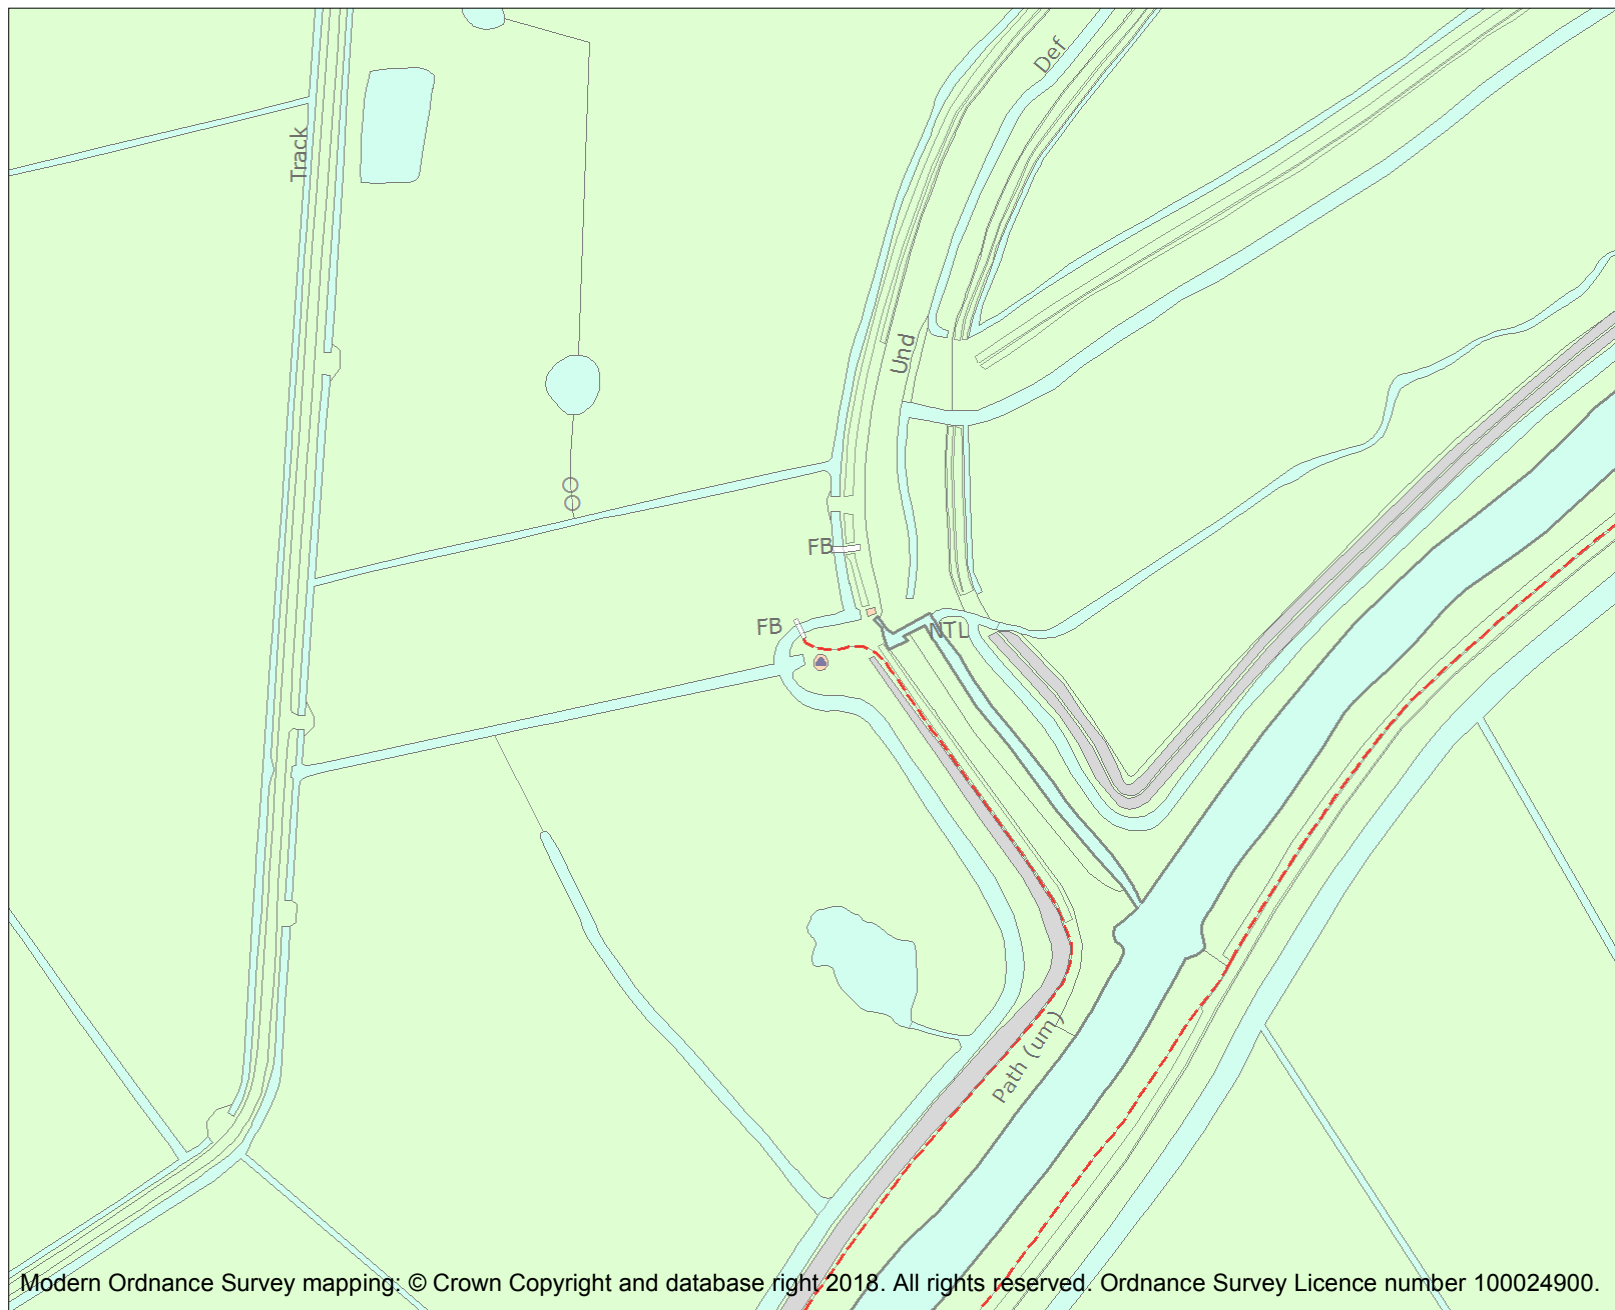 Def
Track
Und
FB
FB
NTL
Path (um)
Modern Ordnance Survey mapping: © Crown Copyright and database right 2018. All rights reserved. Ordnance Survey Licence number 100024900.